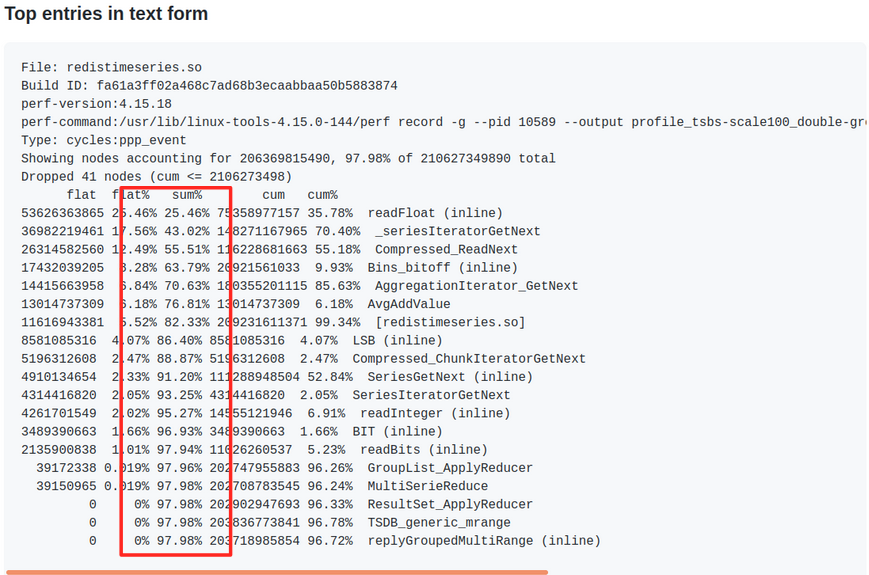 Top entries in text form
File: redistimeseries.so
Build ID: fa61a3ff02a468c7ad68b3ecaabbaa50b5883874
perf-version:4.15.18
perf-command:/usr/lib/linux-tools-4.15.0-144/perf record -g --pid 10589 --output profile_tsbs-scale100_double-gro
Type: cycles:ppp_event
Showing nodes accounting for 206369815490, 97.98% of 210627349890 total
Dropped 41 nodes (cum <= 2106273498)
flat flat% sum% cum cum%
53626363865 25.46% 25.46% 75358977157 35.78% readFloat (inline)
36982219461 17.56% 43.02% 148271167965 70.40% _seriesIteratorGetNext
26314582560 12.49% 55.51% 116228681663 55.18% Compressed_ReadNext
17432039205 8.28% 63.79% 20921561033 9.93% Bins_bitoff (inline)
14415663958 6.84% 70.63% 180355201115 85.63% AggregationIterator_GetNext
13014737309 6.18% 76.81% 13014737309 6.18% AvgAddValue
11616943381 5.52% 82.33% 209231611371 99.34% [redistimeseries.so]
8581085316 4.07% 86.40% 8581085316 4.07% LSB (inline)
5196312608 2.47% 88.87% 5196312608 2.47% Compressed_ChunkIteratorGetNext
4910134654 2.33% 91.20% 111288948504 52.84% SeriesGetNext (inline)
4314416820 2.05% 93.25% 4314416820 2.05% SeriesIteratorGetNext
4261701549 2.02% 95.27% 14555121946 6.91% readInteger (inline)
3489390663 1.66% 96.93% 3489390663 1.66% BIT (inline)
2135900838 1.01% 97.94% 11026260537 5.23% readBits (inline)
39172338 0.019% 97.96% 202747955883 96.26% GroupList_ApplyReducer
39150965 0.019% 97.98% 202708783545 96.24% MultiSerieReduce
0 0% 97.98% 202902947693 96.33% ResultSet_ApplyReducer
0 0% 97.98% 203836773841 96.78% TSDB_generic_mrange
0 0% 97.98% 203718985854 96.72% replyGroupedMultiRange (inline)